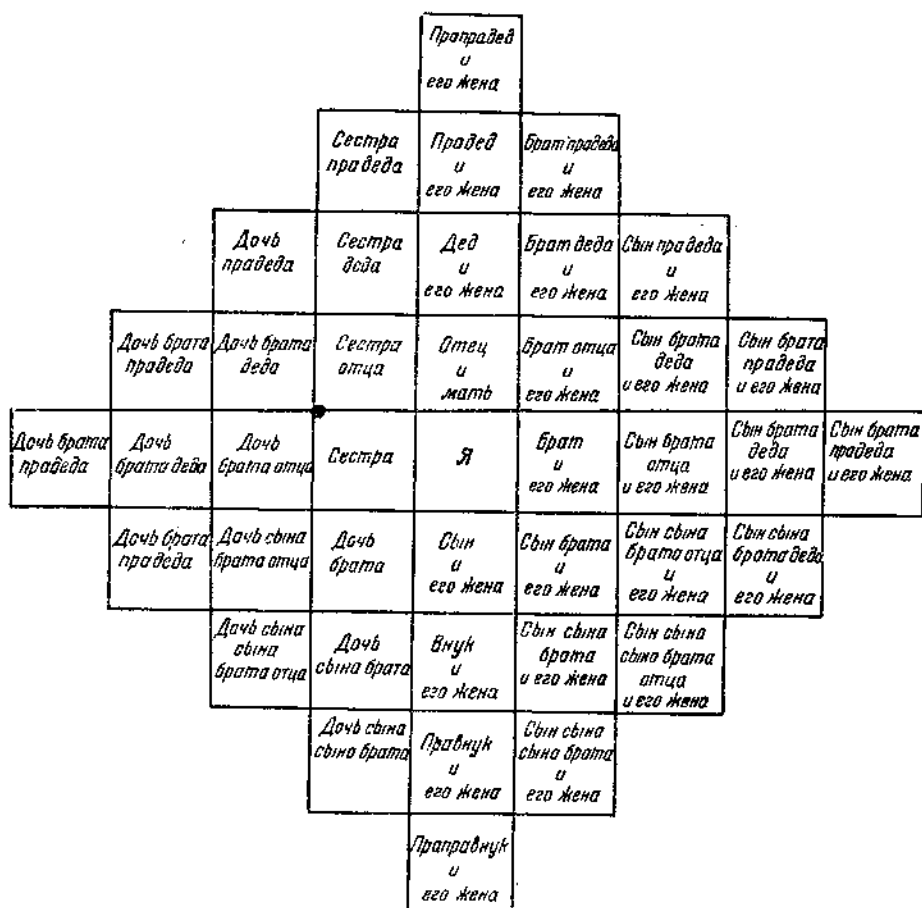 Прапрадед
и
его жена
Сестра
прадеда
Прадед
и
его жена
Брат прадеда
и
его жена
Дочь
прадеда
Сестра
деда
Дед
и
его жена
Брат деда
и
его жена
Сын прадеда
и
его жена
Дочь брата
прадеда
Дочь брата
деда
Сестра
отца
Отец
и
мать
Брат отца
и
его жена
Сын брата
деда
и его жена
Сын брата
прадеда
и его жена
Дочь брата
прадеда
Дочь
брата деда
Дочь
брата отца
Сестра
Я
Брат
и
его жена
Сын брата
отца
и его жена
Сын брата
деда
и его жена
Сын брата
прадеда
и его жена
Дочь брата
прадеда
Дочь сына
брата отца
Дочь
брата
Сын
и
его жена
Сын брата
и
его жена
Сын сына
брата отца
и
его жена
Сын сына
брата деда
и
его жена
Дочь сына
сына
брата отца
Дочь
сына брата
Внук
и
его жена
Сын сына
брата
и его жена
Сын сына
сына брата
отца
и его жена
Дочь сына
сына брата
Правнук
и
его жена
Сын сына
сына брата
и
его жена
Праправнук
и
его жена